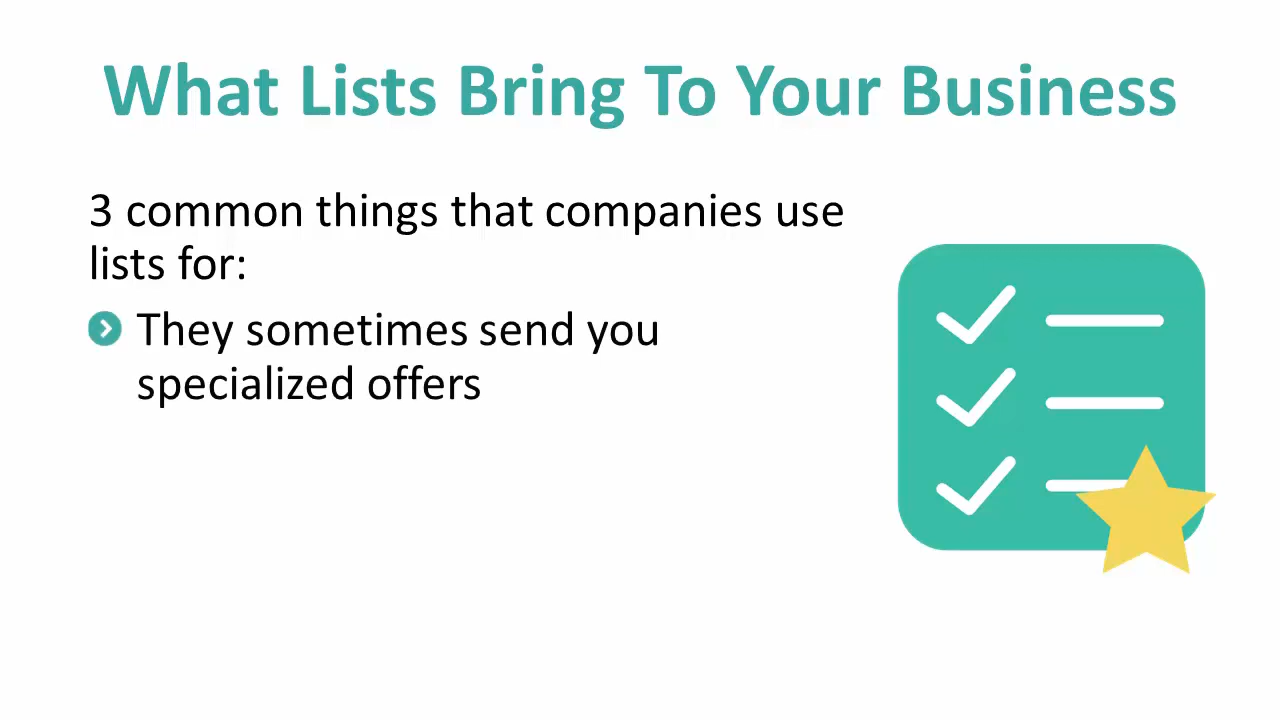 What Lists Bring To Your Business
3 common things that companies use
lists for:
They sometimes send you
specialized offers